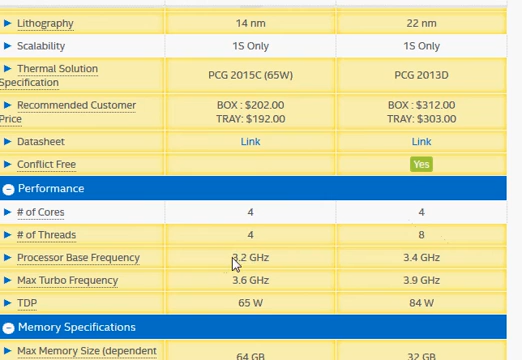 Lithography 14 nm 22 nm
Scalability 1S Only 1S Only
Thermal Solution
Specification PCG 2015C (65W) PCG 2013D
Recommended Customer BOX : $202.00 BOX : $312.00
Price TRAY: $192.00 TRAY: $303.00
Datasheet Link Link
Conflict Free Yes
Performance
# of Cores 4 4
# of Threads 4 8
Processor Base Frequency 3.2 GHz 3.4 GHz
Max Turbo Frequency 3.6 GHz 3.9 GHz
TDP 65 W 84 W
Memory Specifications
Max Memory Size (dependent 64 GB 32 GB